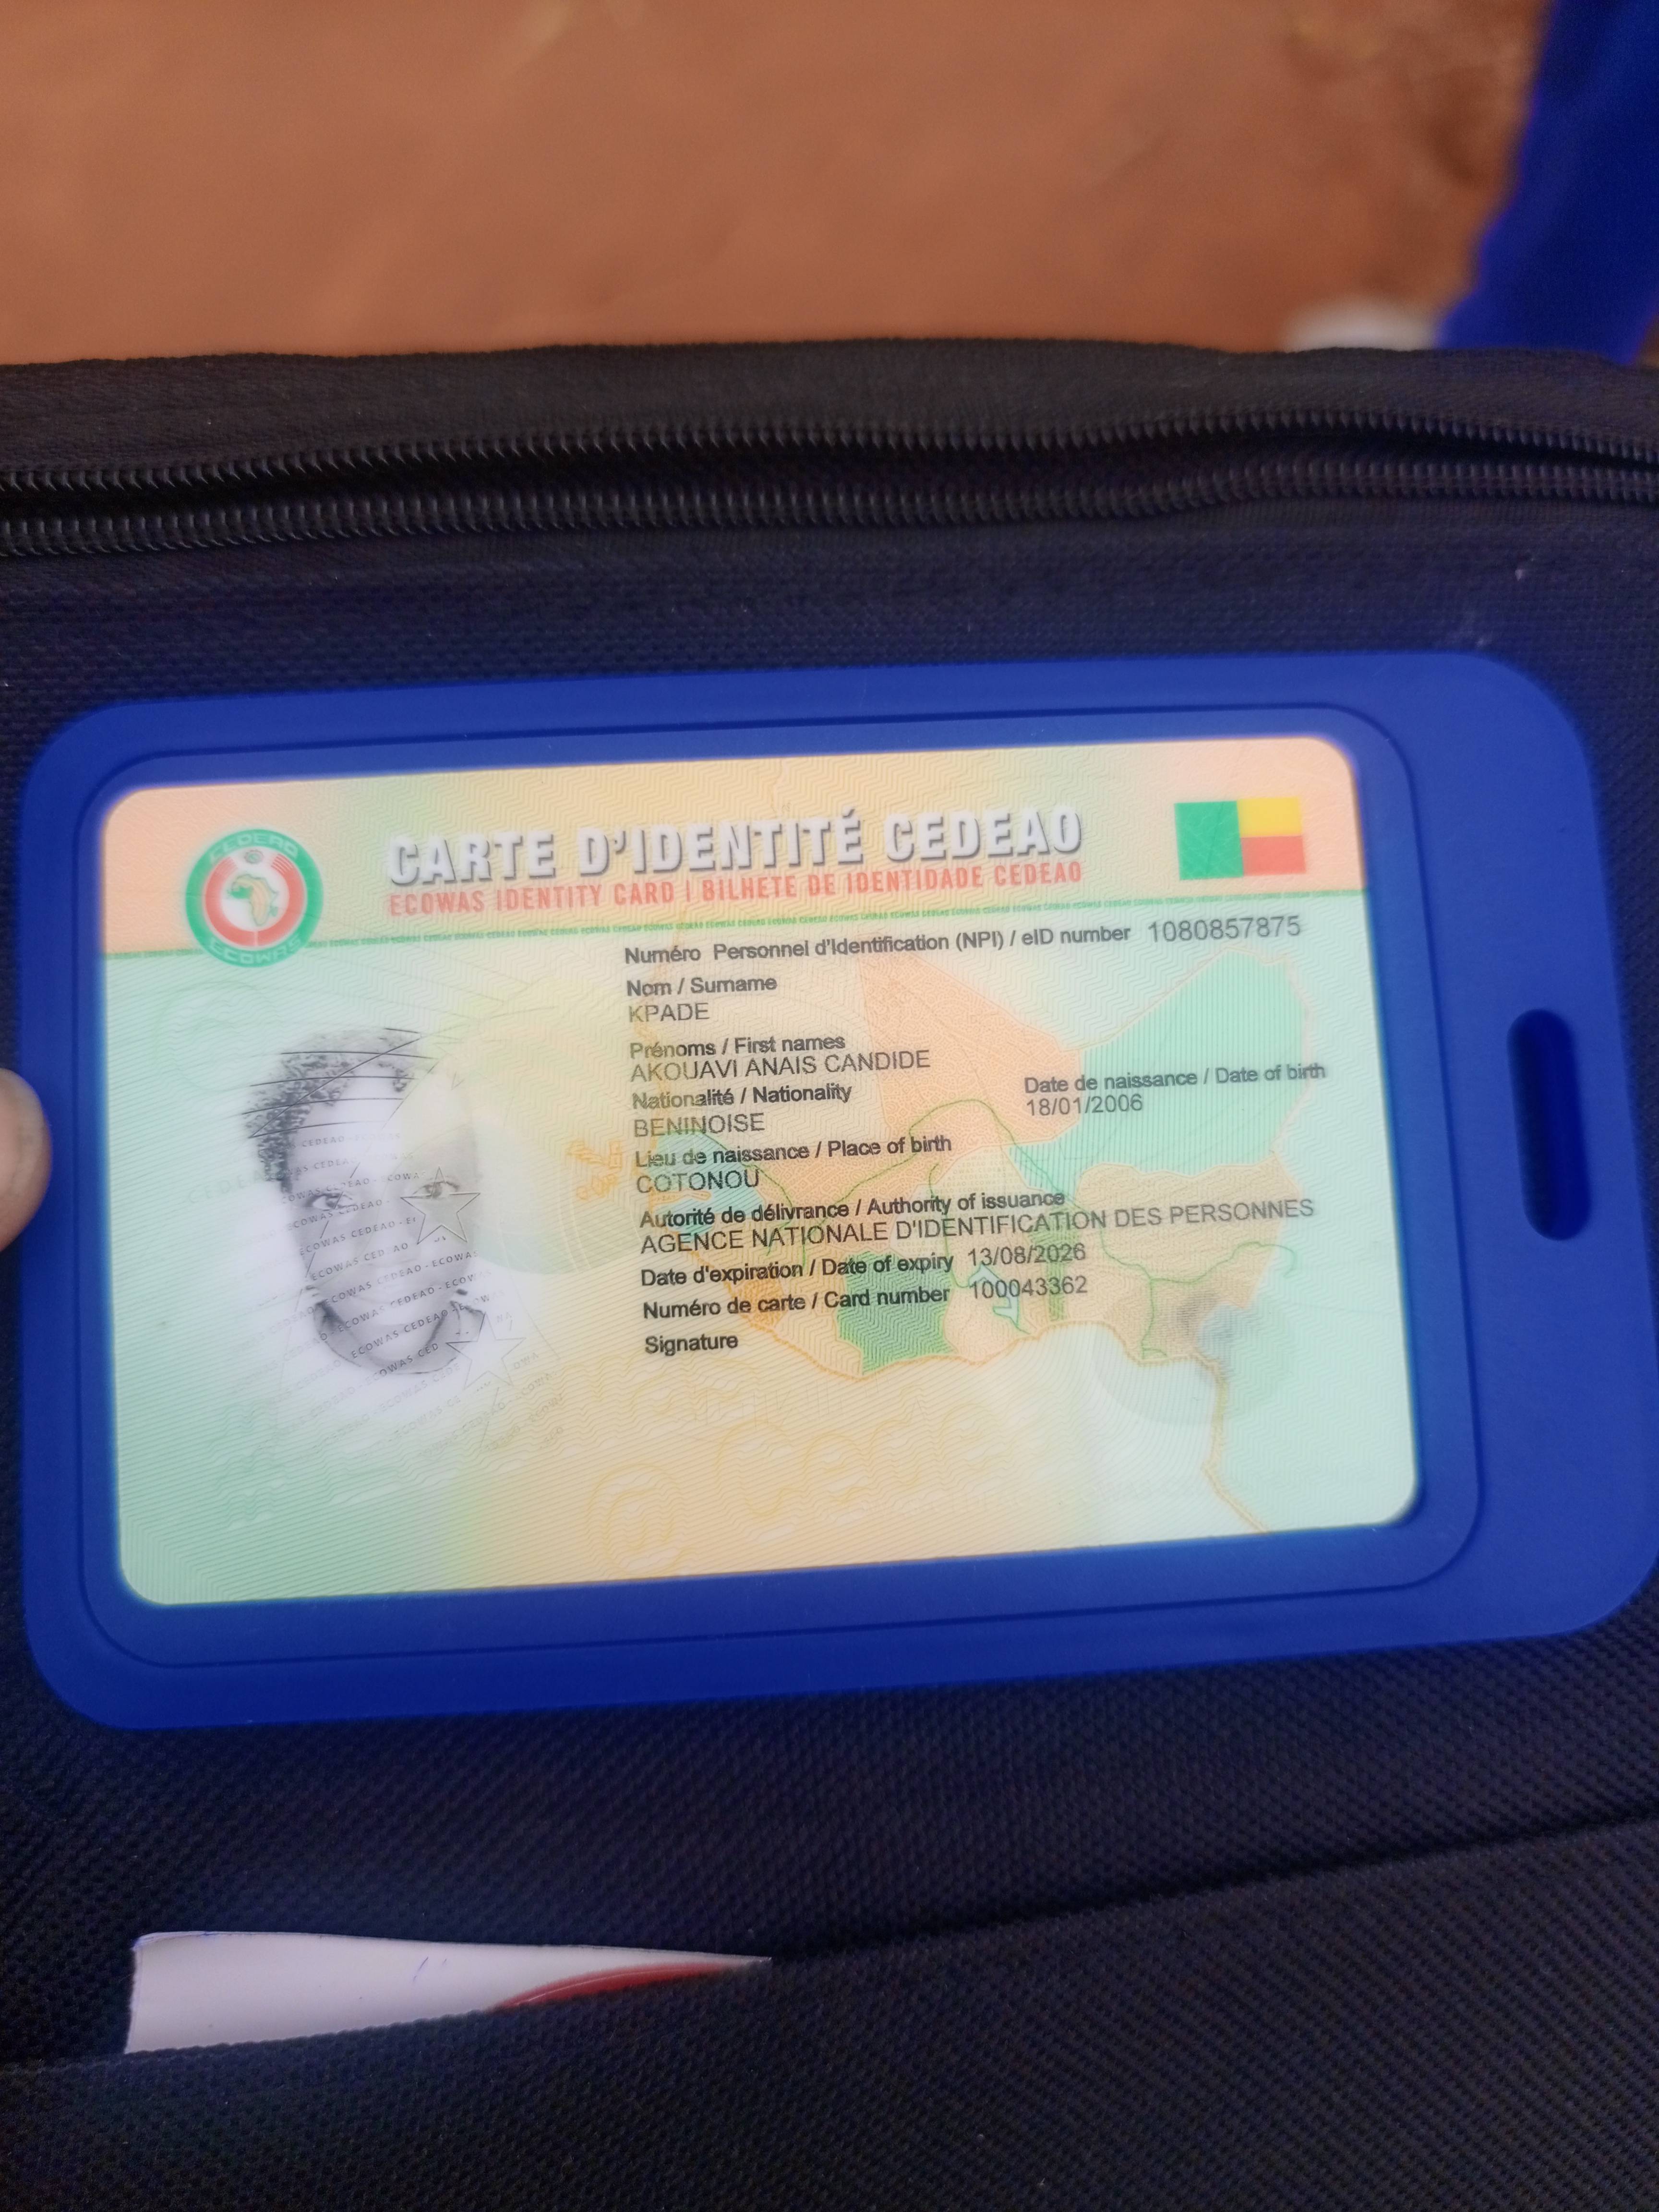 CARTE D'IDENTITÉ CEDEAO
ECOWAS IDENTITY CARD | BILHETE DE IDENTIDADE CEDEAO
CEDEAO
ECOWAS
Numéro Personnel d'Identification (NPI) / eID number 1080857875
Nom / Surname
KPADE
Prénoms / First names
AKOUAVI ANAIS CANDIDE
Nationalité / Nationality
BENINOISE
Date de naissance / Date of birth
18/01/2006
Lieu de naissance / Place of birth
COTONOU
Autorité de délivrance / Authority of issuance
AGENCE NATIONALE D'IDENTIFICATION DES PERSONNES
Date d'expiration / Date of expiry 13/08/2026
Numéro de carte / Card number 100043362
Signature